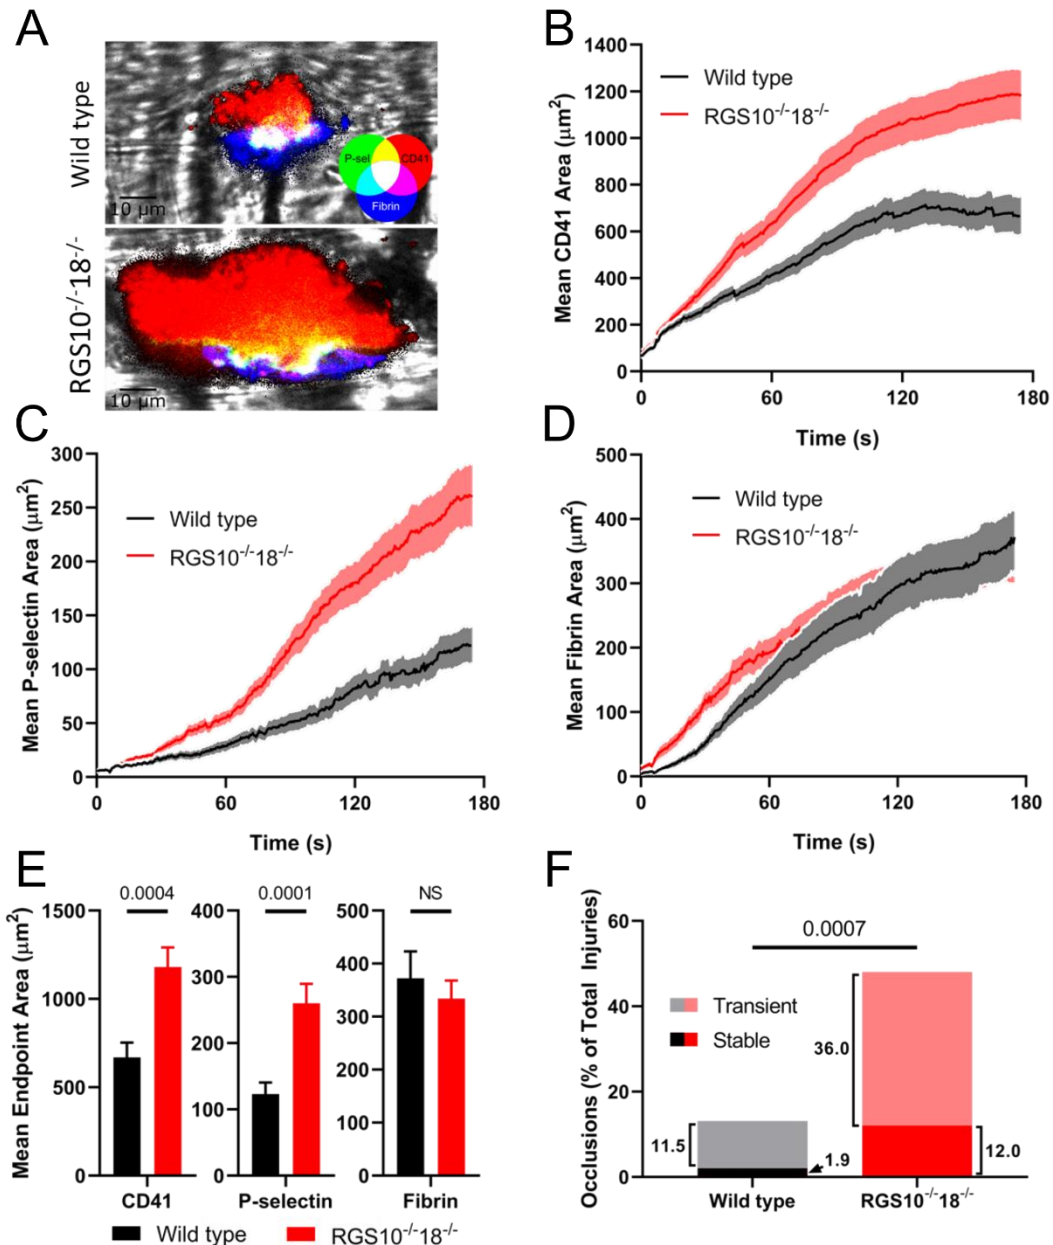 A
Wild type
P-sel
CD41
Fibrin
10 μm
RGS10-/-18-/-
10 μm
B
Mean CD41 Area (μm²)
1400
1200
1000
800
600
400
200
0
Wild type
RGS10-/-18-/-
0 60 120 180
Time (s)
C
Mean P-selectin Area (μm²)
300
250
200
150
100
50
0
Wild type
RGS10-/-18-/-
0 60 120 180
Time (s)
D
Mean Fibrin Area (μm²)
500
400
300
200
100
0
Wild type
RGS10-/-18-/-
0 60 120 180
Time (s)
E
Mean Endpoint Area (μm²)
0.0004
1500
1000
500
0
CD41
0.0001
400
300
200
100
0
P-selectin
NS
500
400
300
200
100
0
Fibrin
Wild type RGS10-/-18-/-
F
Occlusions (% of Total Injuries)
60
40
20
0
0.0007
Transient
Stable
36.0
11.5
1.9
12.0
Wild type RGS10-/-18-/-